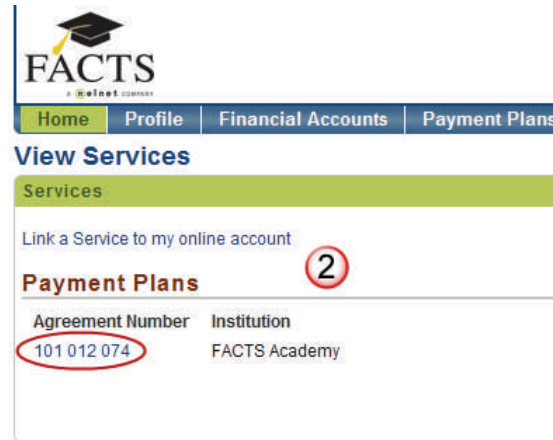 FACTS
A nelnet COMPANY
Home Profile Financial Accounts Payment Plans
View Services
Services
Link a Service to my online account
2
Payment Plans
Agreement Number Institution
101 012 074 FACTS Academy